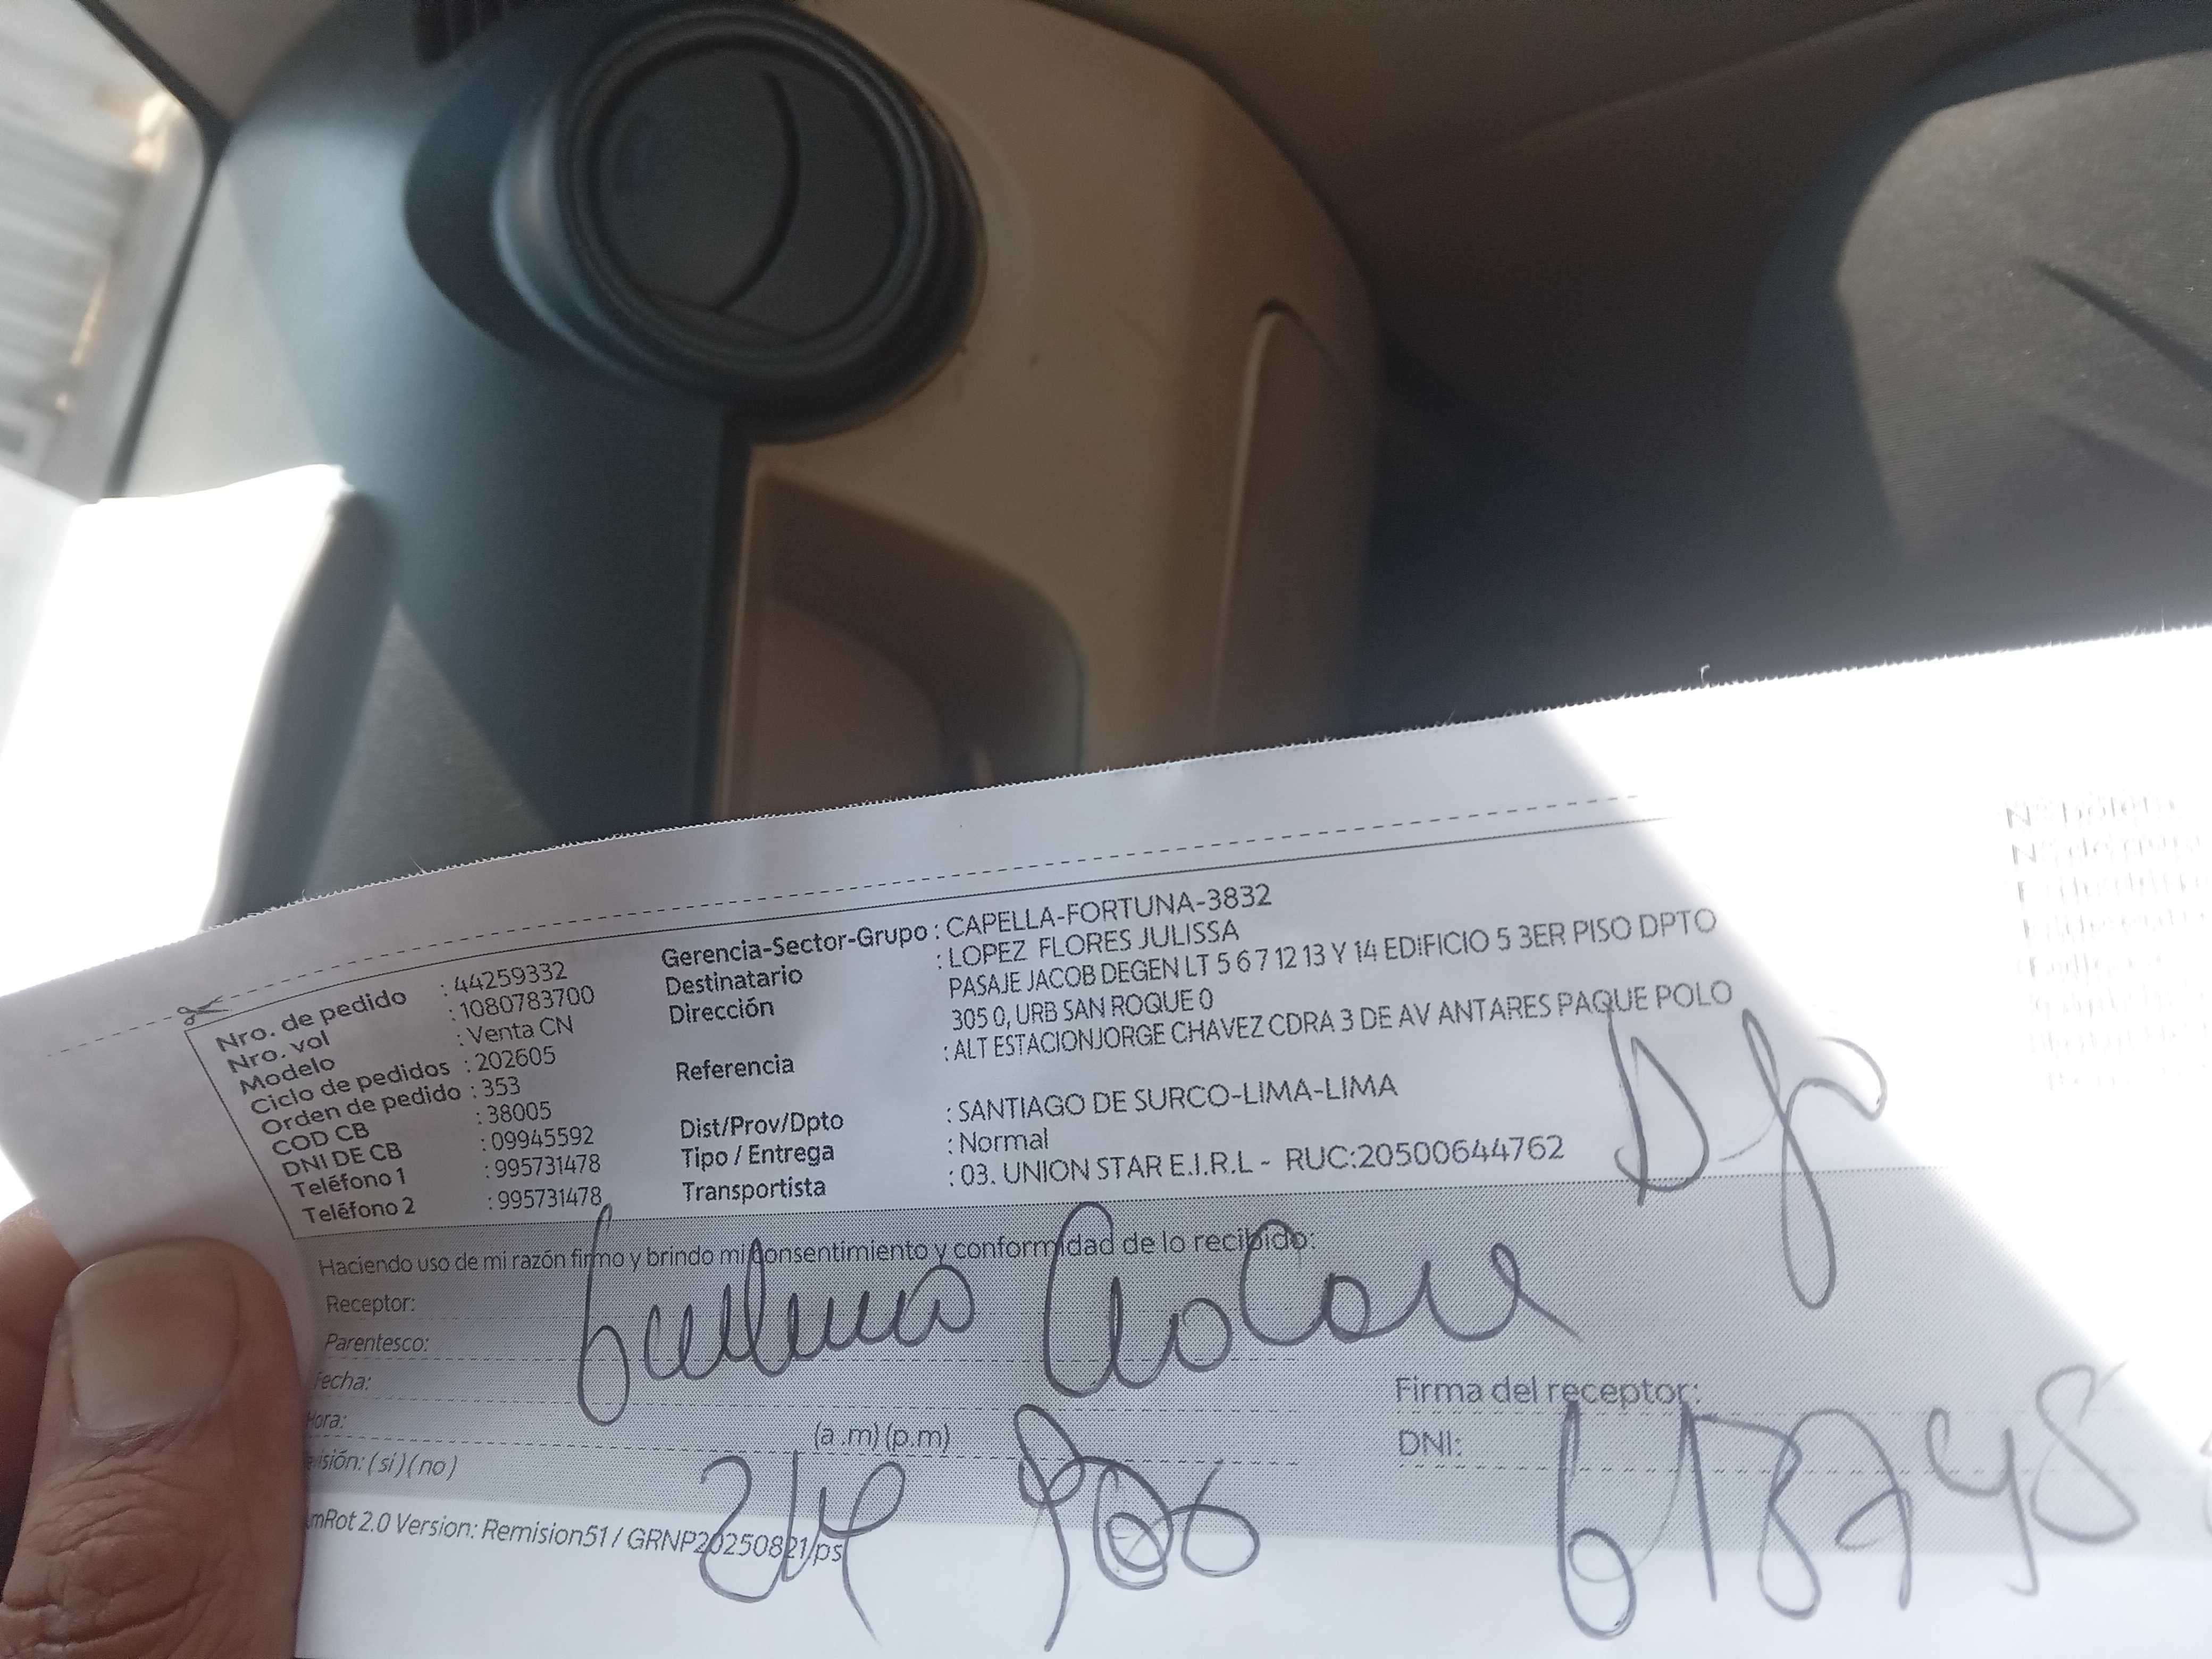 Nro. de pedido : 44259332
Nro. vol : 1080783700
Modelo : Venta CN
Ciclo de pedidos : 202605
Orden de pedido : 353
COD CB : 38005
DNI DE CB : 09945592
Teléfono 1 : 995731478
Teléfono 2 : 995731478
Gerencia-Sector-Grupo : CAPELLA-FORTUNA-3832
Destinatario : LOPEZ FLORES JULISSA
Dirección PASAJE JACOB DEGEN LT 5 6 7 12 13 Y 14 EDIFICIO 5 3ER PISO DPTO
305 0, URB SAN ROQUE 0
Referencia : ALT ESTACIONJORGE CHAVEZ CDRA 3 DE AV ANTARES PAQUE POLO
Dist/Prov/Dpto : SANTIAGO DE SURCO-LIMA-LIMA
Tipo / Entrega : Normal
Transportista : 03. UNION STAR E.I.R.L - RUC:20500644762
Haciendo uso de mi razón firmo y brindo mi consentimiento y conformidad de lo recibido:
Receptor:
Parentesco:
Fecha:
Hora: (a .m) (p.m)
(si) (no)
Firma del receptor:
DNI:
2.0 Version: Remision51 / GRNP20250821/ps
N° boleta